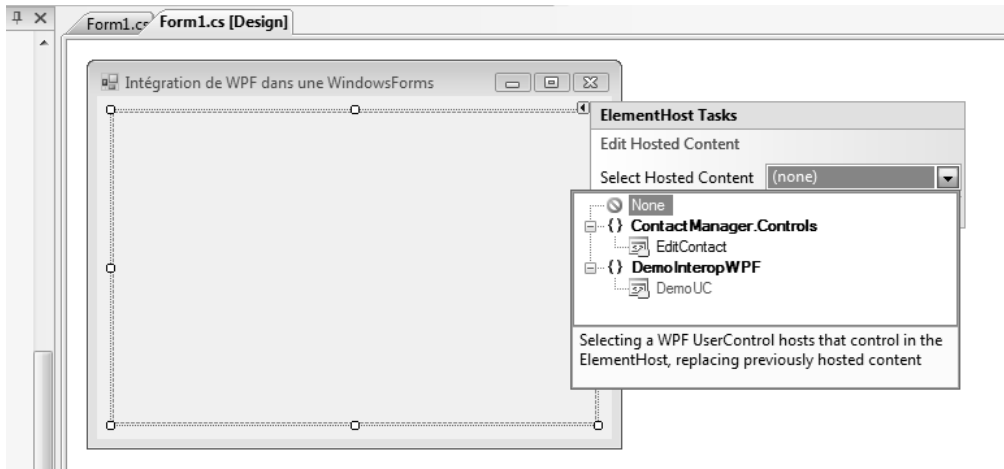 Form1.cs
Form1.cs [Design]
Intégration de WPF dans une WindowsForms
ElementHost Tasks
Edit Hosted Content
Select Hosted Content (none)
None
{} ContactManager.Controls
EditContact
{} DemoInteropWPF
DemoUC
Selecting a WPF UserControl hosts that control in the
ElementHost, replacing previously hosted content